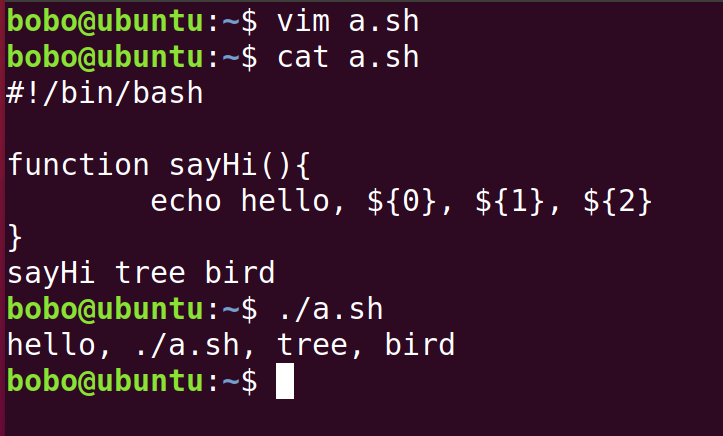 bobo@ubuntu:~$ vim a.sh
bobo@ubuntu:~$ cat a.sh
#!/bin/bash

function sayHi(){
        echo hello, ${0}, ${1}, ${2}
}
sayHi tree bird
bobo@ubuntu:~$ ./a.sh
hello, ./a.sh, tree, bird
bobo@ubuntu:~$